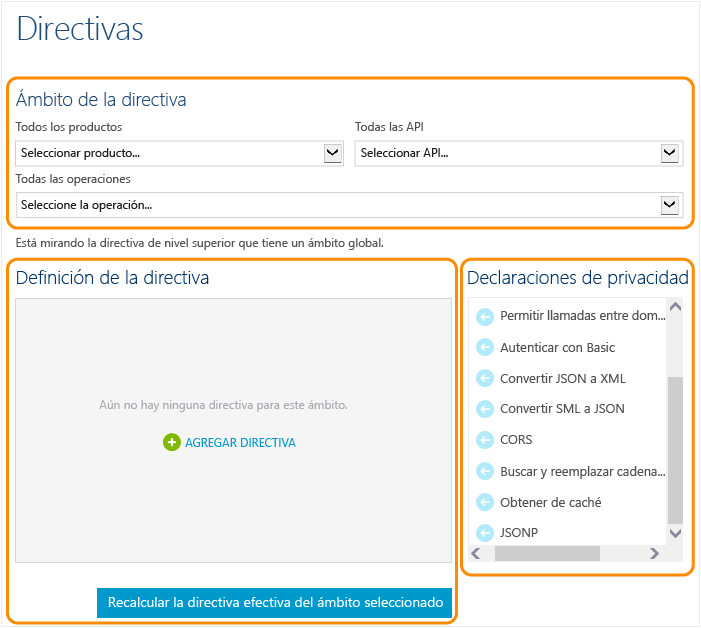 Directivas
Ámbito de la directiva
Todos los productos
Todas las API
Seleccionar producto...
Seleccionar API...
Todas las operaciones
Seleccione la operación...
Está mirando la directiva de nivel superior que tiene un ámbito global.
Definición de la directiva
Aún no hay ninguna directiva para este ámbito.
AGREGAR DIRECTIVA
Recalcular la directiva efectiva del ámbito seleccionado
Declaraciones de privacidad
Permitir llamadas entre dom...
Autenticar con Basic
Convertir JSON a XML
Convertir SML a JSON
CORS
Buscar y reemplazar cadena...
Obtener de caché
JSONP